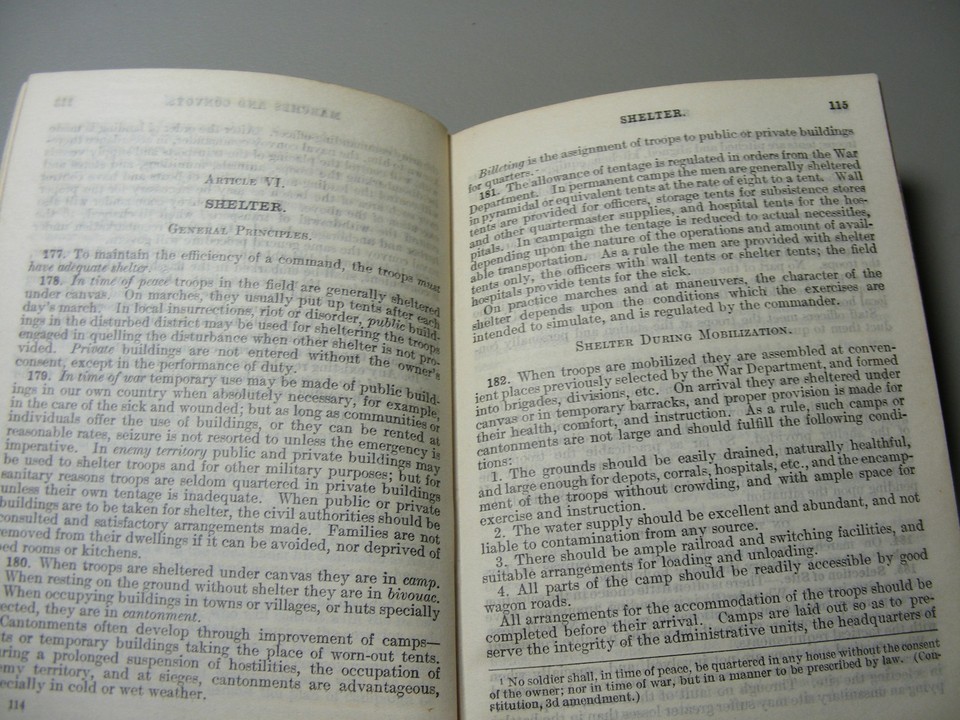 ARTICLE VI.
SHELTER.
GENERAL PRINCIPLES.
177. To maintain the efficiency of a command, the troops must
have adequate shelter.
178. In time of peace troops in the field are generally sheltered
under canvas. On marches, they usually put up tents after each
day's march. In local insurrections, riot or disorder, public build-
ings in the disturbed district may be used for sheltering the troops
engaged in quelling the disturbance when other shelter is not pro-
vided. Private buildings are not entered without the owner's
consent, except in the performance of duty.
179. In time of war temporary use may be made of public build-
ings in our own country when absolutely necessary, for example,
in the care of the sick and wounded; but as long as communities or
individuals offer the use of buildings, or they can be rented at
reasonable rates, seizure is not resorted to unless the emergency is
imperative. In enemy territory public and private buildings may
be used to shelter troops and for other military purposes; but for
sanitary reasons troops are seldom quartered in private buildings
unless their own tentage is inadequate. When public or private
buildings are to be taken for shelter, the civil authorities should be
consulted and satisfactory arrangements made. Families are not
removed from their dwellings if it can be avoided, nor deprived of
bed rooms or kitchens.
180. When troops are sheltered under canvas they are in camp.
When resting on the ground without shelter they are in bivouac.
When occupying buildings in towns or villages, or huts specially
ected, they are in cantonment.
Cantonments often develop through improvement of camps—
ts or temporary buildings taking the place of worn-out tents.
ring a prolonged suspension of hostilities, the occupation of
emy territory, and at sieges, cantonments are advantageous,
ecially in cold or wet weather.
114
SHELTER. 115
Billeting is the assignment of troops to public or private buildings
for quarters.
181. The allowance of tentage is regulated in orders from the War
Department. In permanent camps the men are generally sheltered
in pyramidal or equivalent tents at the rate of eight to a tent. Wall
tents are provided for officers, storage tents for subsistence stores
and other quartermaster supplies, and hospital tents for the hos-
pitals. In campaign the tentage is reduced to actual necessities,
depending upon the nature of the operations and amount of avail-
able transportation. As a rule the men are provided with shelter
tents only, the officers with wall tents or shelter tents; the field
hospitals provide tents for the sick.
On practice marches and at maneuvers, the character of the
shelter depends upon the conditions which the exercises are
intended to simulate, and is regulated by the commander.
SHELTER DURING MOBILIZATION.
182. When troops are mobilized they are assembled at conven-
ient places previously selected by the War Department, and formed
into brigades, divisions, etc. On arrival they are sheltered under
canvas or in temporary barracks, and proper provision is made for
their health, comfort, and instruction. As a rule, such camps or
cantonments are not large and should fulfill the following condi-
tions:
1. The grounds should be easily drained, naturally healthful,
and large enough for depots, corrals, hospitals, etc., and the encamp-
ment of the troops without crowding, and with ample space for
exercise and instruction.
2. The water supply should be excellent and abundant, and not
liable to contamination from any source.
3. There should be ample railroad and switching facilities, and
suitable arrangements for loading and unloading.
4. All parts of the camp should be readily accessible by good
wagon roads.
All arrangements for the accommodation of the troops should be
completed before their arrival. Camps are laid out so as to pre-
serve the integrity of the administrative units, the headquarters of
1 No soldier shall, in time of peace, be quartered in any house without the consent
of the owner; nor in time of war, but in a manner to be prescribed by law. (Con-
stitution, 3d amendment.)